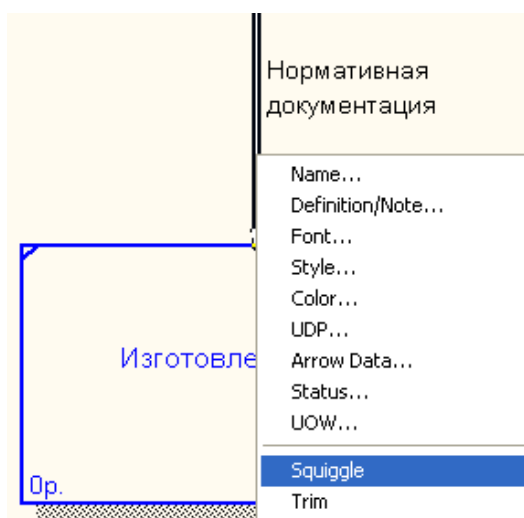 Нормативная
документация
Name...
Definition/Note...
Font...
Style...
Color...
UDP...
Arrow Data...
Status...
UOW...
Squiggle
Trim
Изготовле
0р.